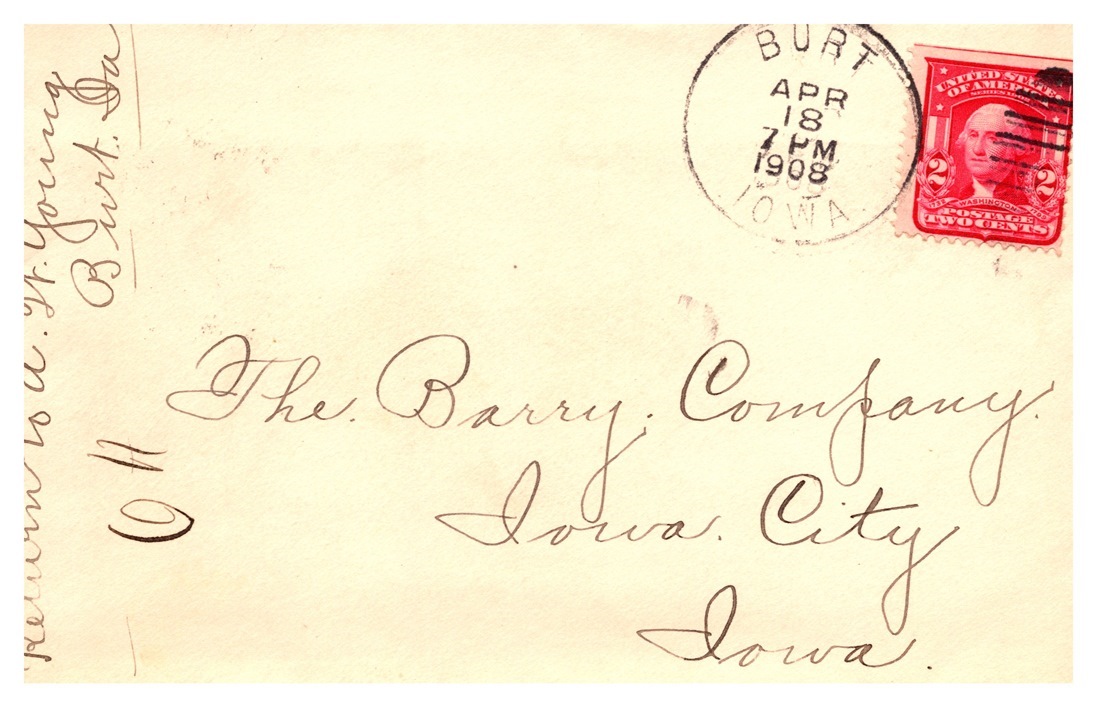 Return to A. H. Young
Burt. Ia
BURT
APR
18
7 PM
1908
IOWA
UNITED STATES
OF AMERICA
2 2
WASHINGTON
POSTAGE
TWO CENTS
The. Barry. Company.
Iowa. City
Iowa.